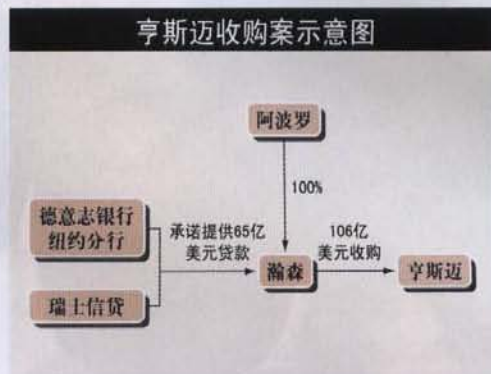 亨斯迈收购案示意图
阿波罗
100%
德意志银行
纽约分行
承诺提供65亿
美元贷款
瀚森
106亿
美元收购
亨斯迈
瑞士信贷